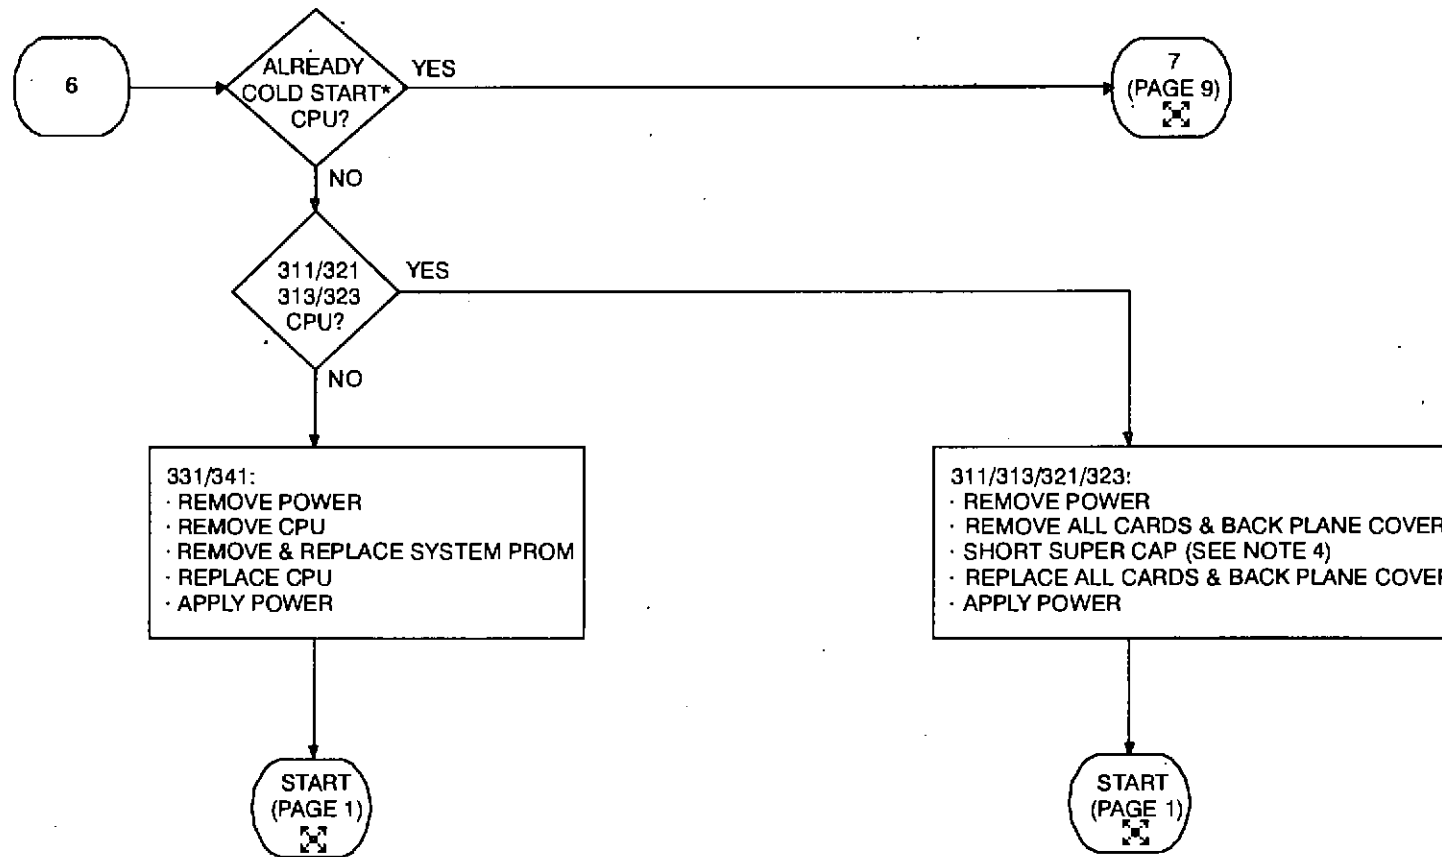 6
ALREADY
COLD START*
CPU?
YES
7
(PAGE 9)
NO
311/321
313/323
CPU?
YES
NO
331/341:
· REMOVE POWER
· REMOVE CPU
· REMOVE & REPLACE SYSTEM PROM
· REPLACE CPU
· APPLY POWER
311/313/321/323:
· REMOVE POWER
· REMOVE ALL CARDS & BACK PLANE COVER
· SHORT SUPER CAP (SEE NOTE 4)
· REPLACE ALL CARDS & BACK PLANE COVER
· APPLY POWER
START
(PAGE 1)
START
(PAGE 1)